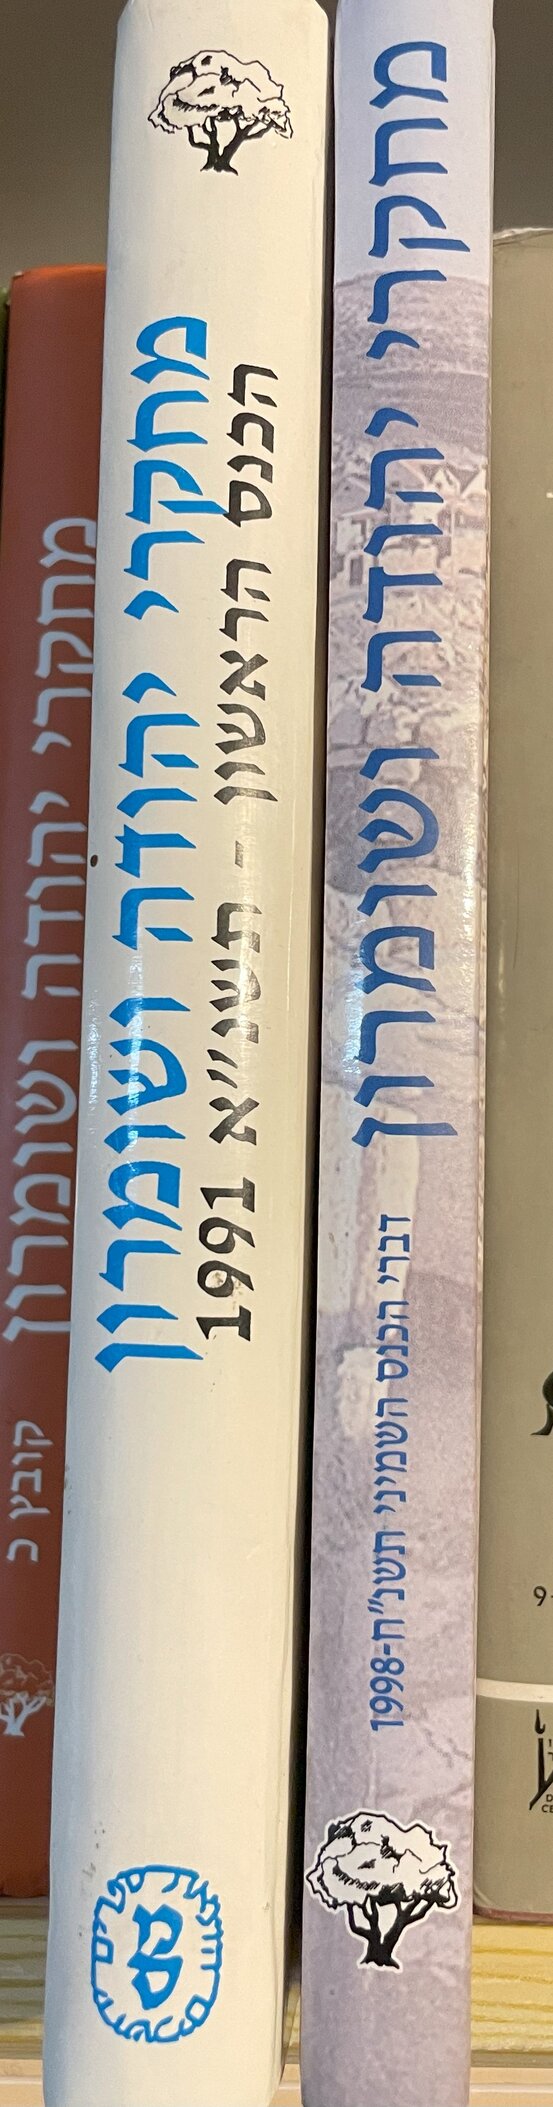 מחקרי יהודה ושומרון
קובץ כ
מחקרי יהודה ושומרון
הכנס הראשון - תשנ"א 1991
מחקרי יהודה ושומרון
דברי הכנס השמיני תשנ"ח-1998
9-